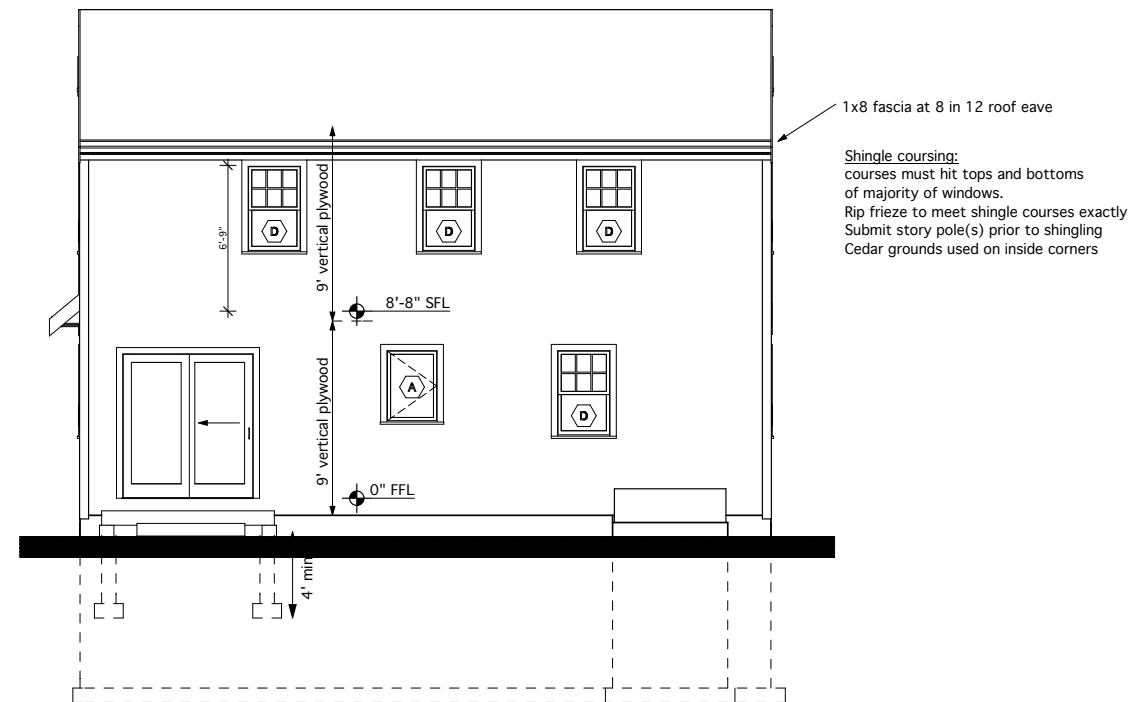 1x8 fascia at 8 in 12 roof eave
Shingle coursing:
courses must hit tops and bottoms
of majority of windows.
Rip frieze to meet shingle courses exactly
Submit story pole(s) prior to shingling
Cedar grounds used on inside corners
D
D
D
6'-9"
9' vertical plywood
8'-8" SFL
A
D
9' vertical plywood
0" FFL
4' min